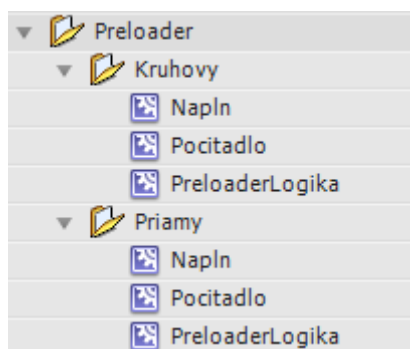 Preloader
Kruhovy
Napln
Pocitadlo
PreloaderLogika
Priamy
Napln
Pocitadlo
PreloaderLogika